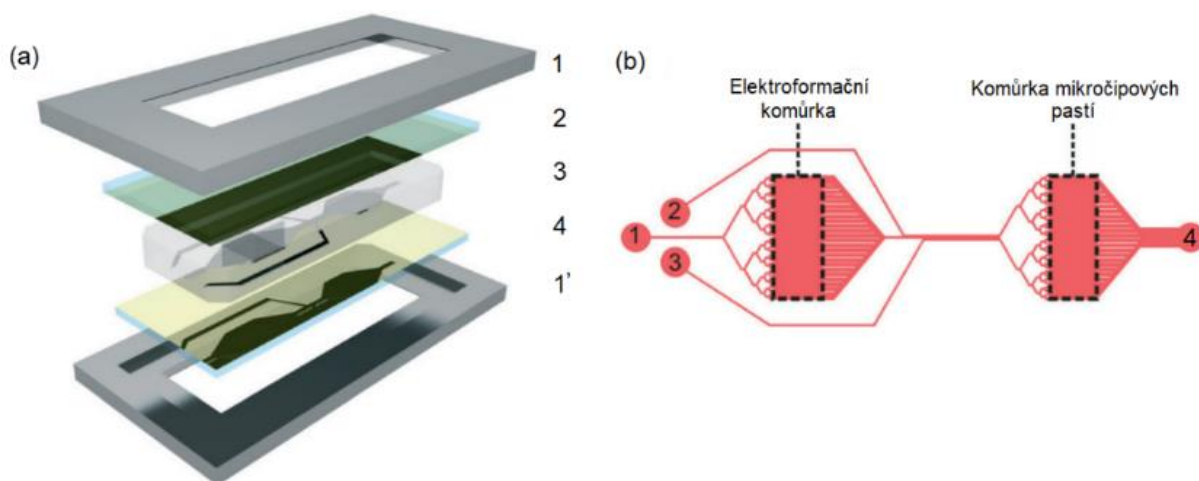 (a)
1
2
3
4
1'
(b)
Elektroformační
komůrka
Komůrka mikročipových
pastí
1
2
3
4